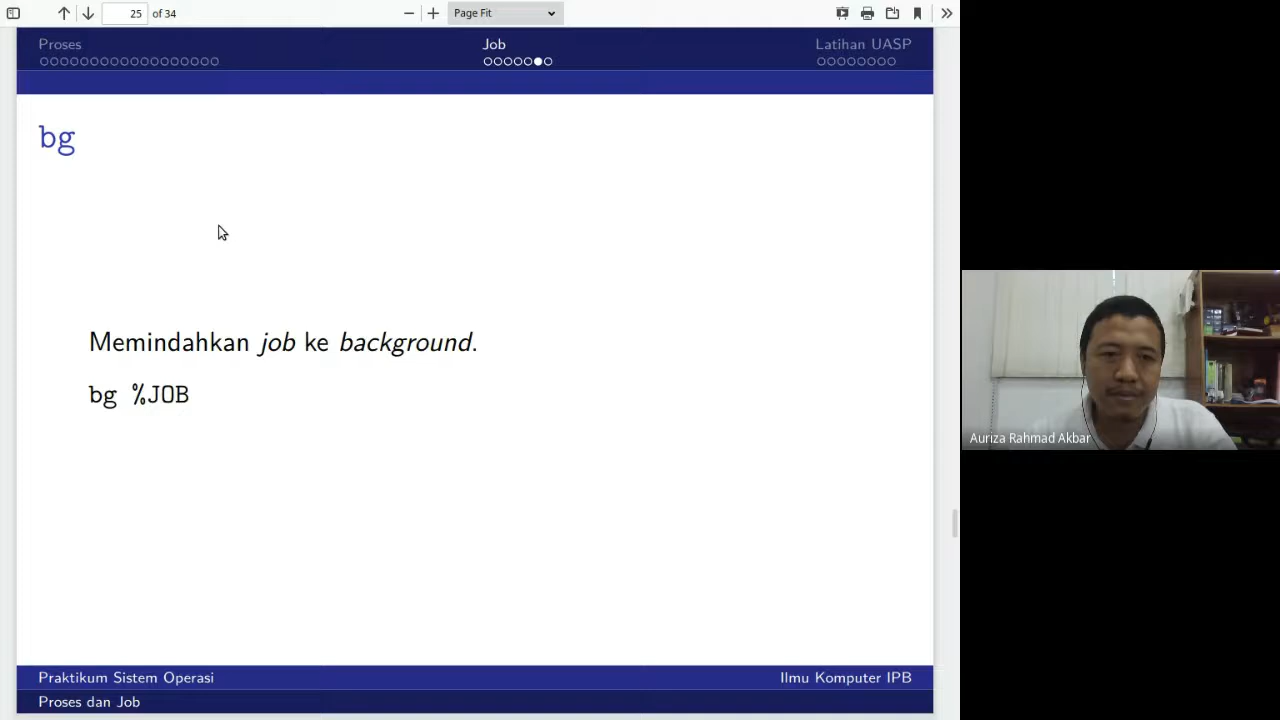 25 of 34
Page Fit
Proses
Job
Latihan UASP
bg
Memindahkan job ke background.
bg %JOB
Auriza Rahmad Akbar
Praktikum Sistem Operasi
Ilmu Komputer IPB
Proses dan Job